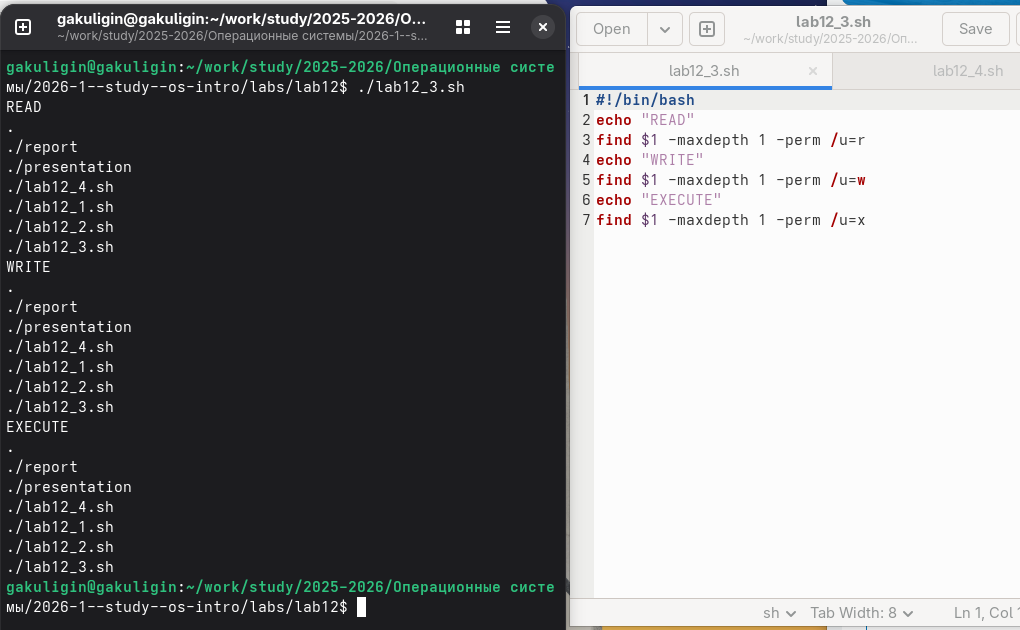 gakuligin@gakuligin:~/work/study/2025-2026/О...
~/work/study/2025-2026/Операционные системы/2026-1--s...
gakuligin@gakuligin:~/work/study/2025-2026/Операционные систе
мы/2026-1--study--os-intro/labs/lab12$ ./lab12_3.sh
READ
.
./report
./presentation
./lab12_4.sh
./lab12_1.sh
./lab12_2.sh
./lab12_3.sh
WRITE
.
./report
./presentation
./lab12_4.sh
./lab12_1.sh
./lab12_2.sh
./lab12_3.sh
EXECUTE
.
./report
./presentation
./lab12_4.sh
./lab12_1.sh
./lab12_2.sh
./lab12_3.sh
gakuligin@gakuligin:~/work/study/2025-2026/Операционные систе
мы/2026-1--study--os-intro/labs/lab12$
Open
lab12_3.sh
~/work/study/2025-2026/Оп...
Save
lab12_3.sh
lab12_4.sh
1 #!/bin/bash
2 echo "READ"
3 find $1 -maxdepth 1 -perm /u=r
4 echo "WRITE"
5 find $1 -maxdepth 1 -perm /u=w
6 echo "EXECUTE"
7 find $1 -maxdepth 1 -perm /u=x
sh
Tab Width: 8
Ln 1, Col